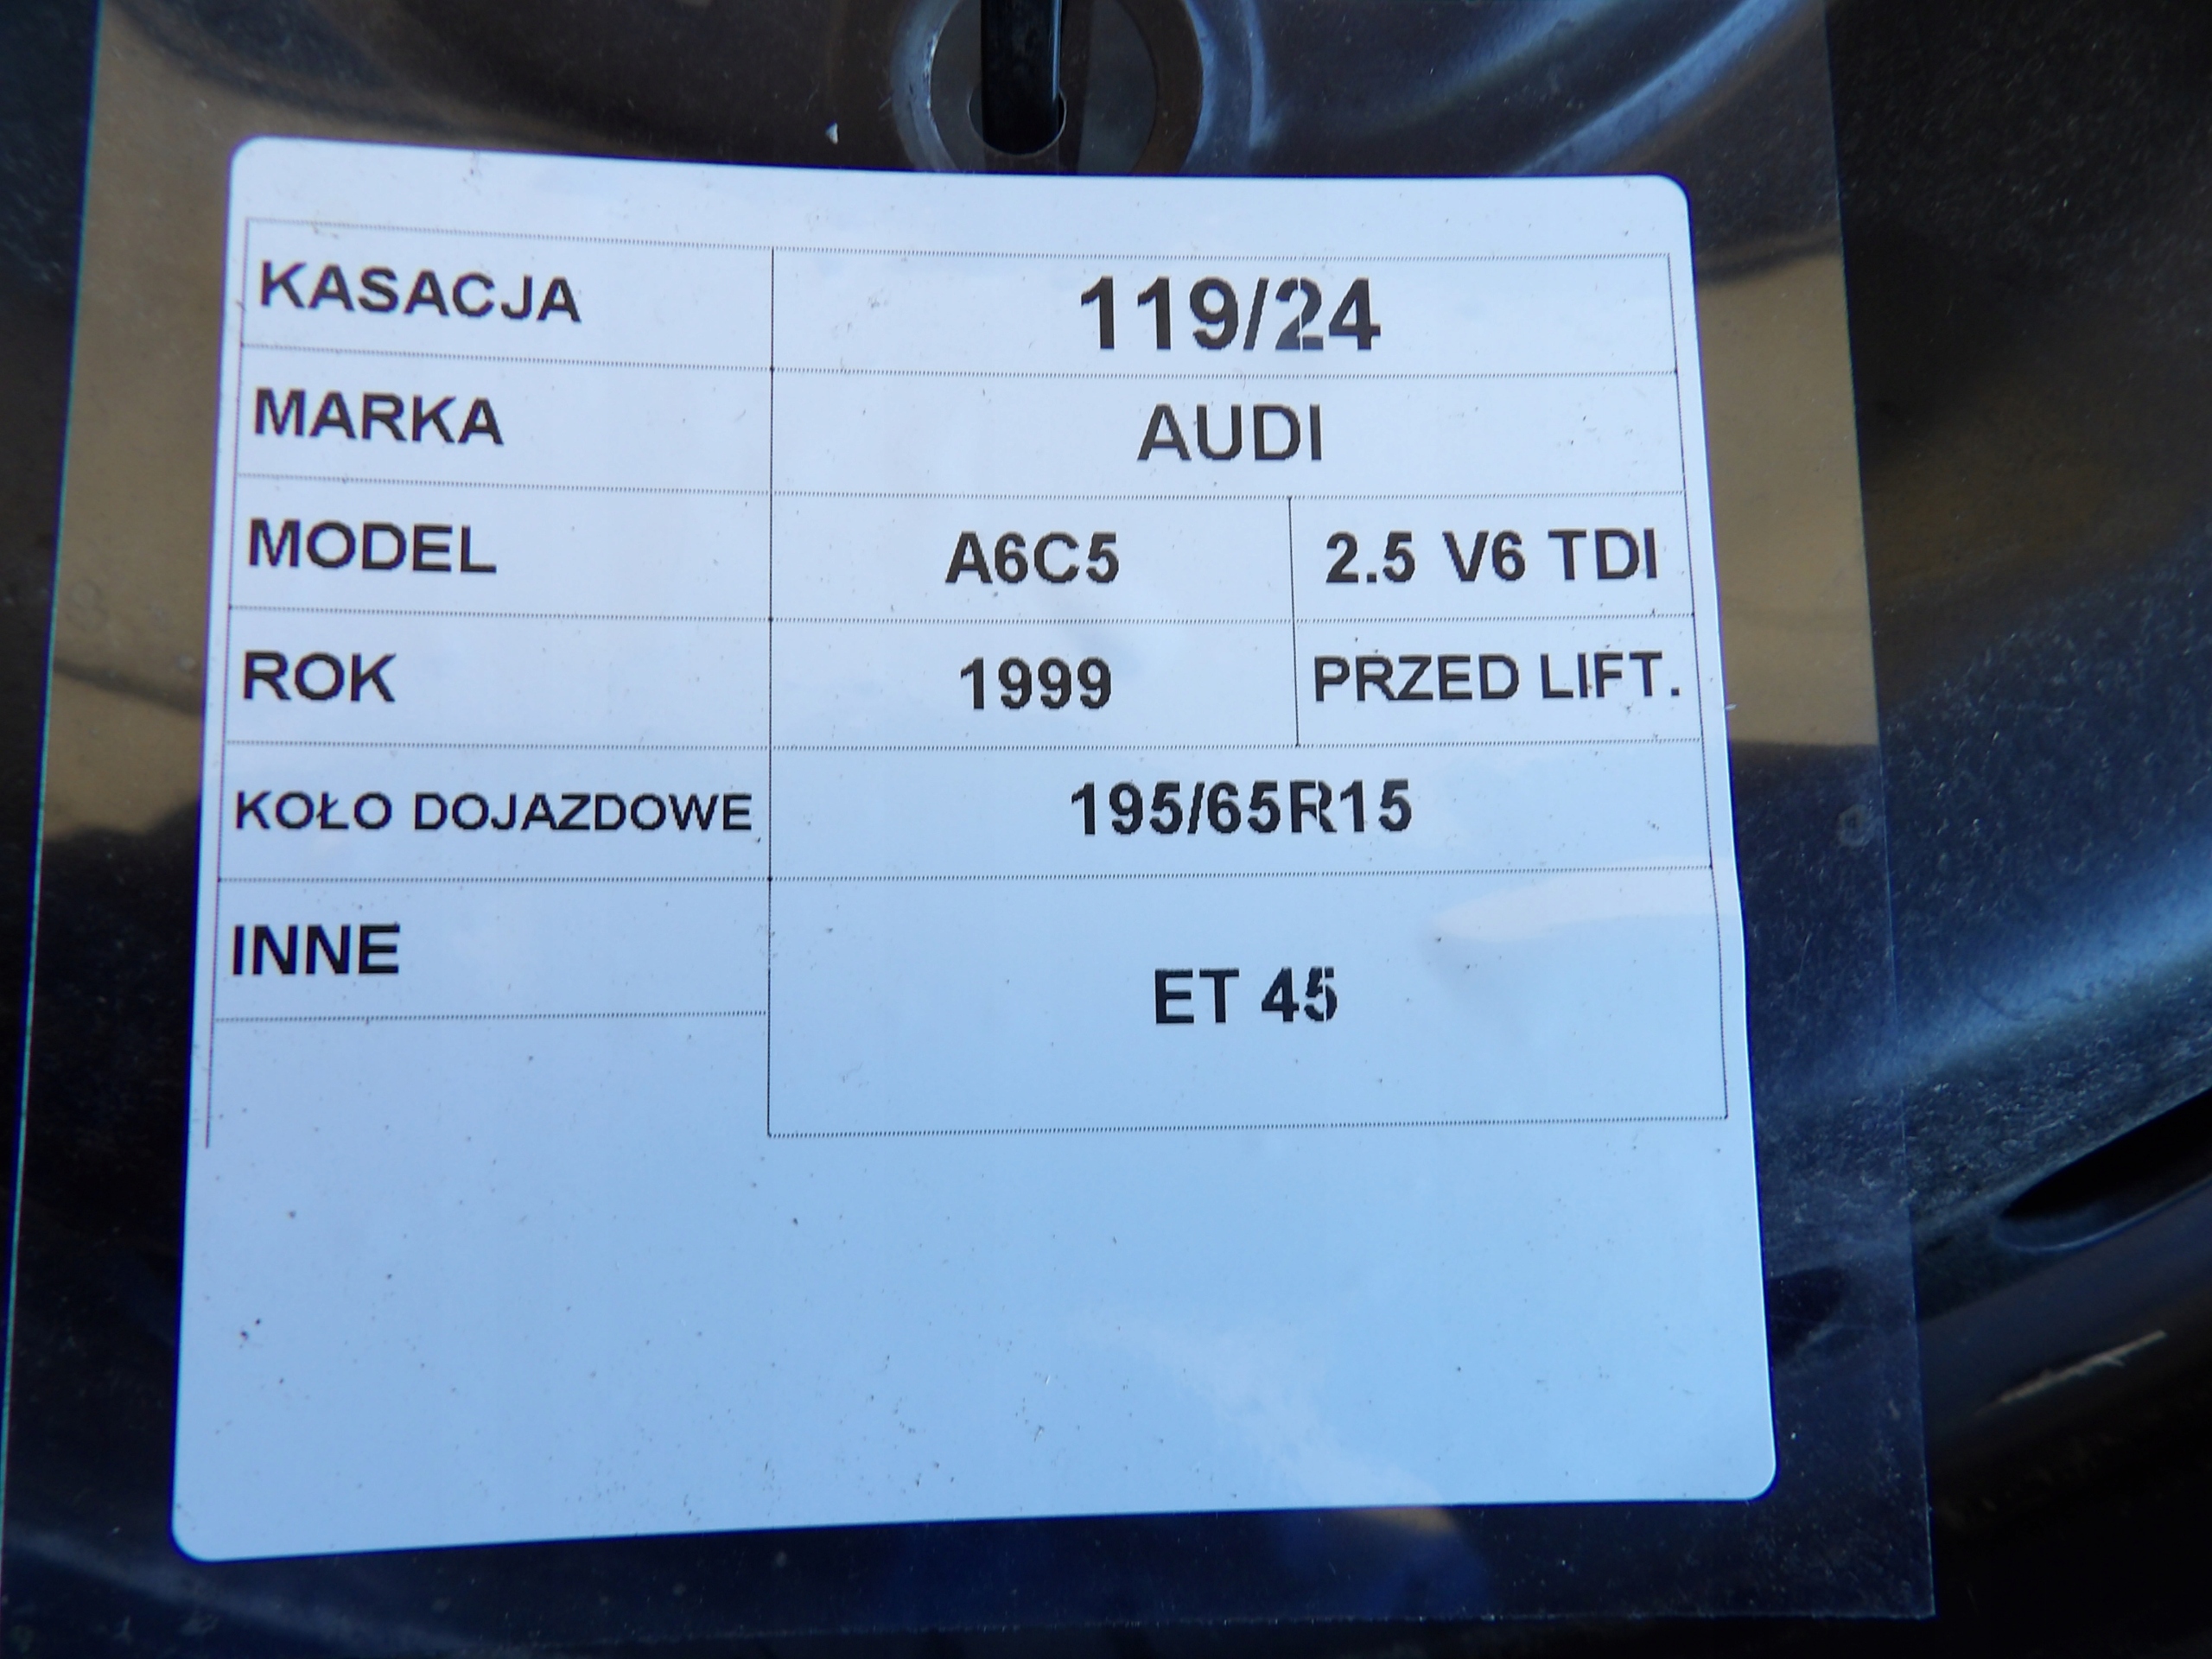 KASACJA 119/24
MARKA AUDI
MODEL A6C5 2.5 V6 TDI
ROK 1999 PRZED LIFT.
KOŁO DOJAZDOWE 195/65R15
INNE ET 45